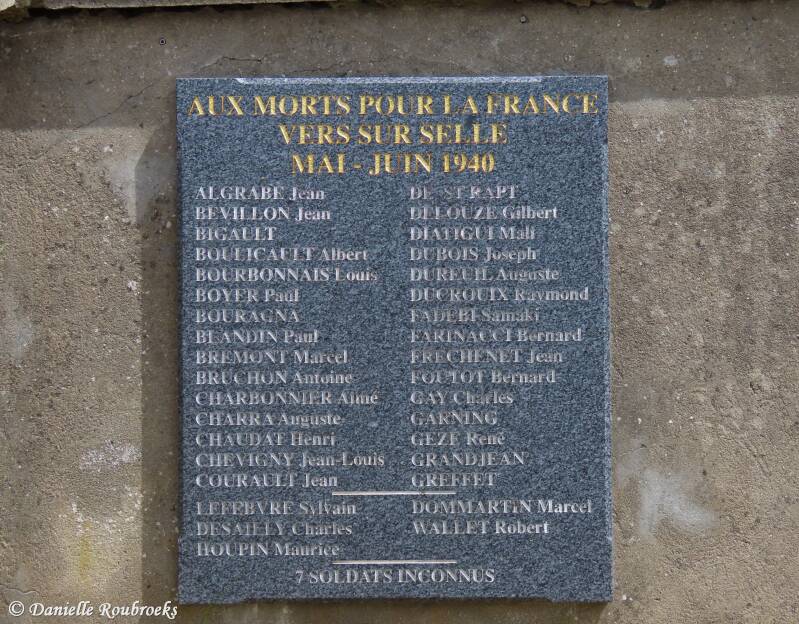 AUX MORTS POUR LA FRANCE
VERS SUR SELLE
MAI - JUIN 1940
ALGRABE Jean
BEVILLON Jean
BIGAULT
BOULICAULT Albert
BOURBONNAIS Louis
BOYER Paul
BOURAGNA
BLANDIN Paul
BREMONT Marcel
BRUCHON Antoine
CHARBONNIER Aimé
CHARRA Auguste
CHAUDAT Henri
CHEVIGNY Jean-Louis
COURAULT Jean
DE ST RAPT
DELOUZE Gilbert
DIATIGUI Mali
DUBOIS Joseph
DUREUIL Auguste
DUCROUIX Raymond
FADEBI Samaki
FARINACCI Bernard
FRECHENET Jean
FOUTOT Bernard
GAY Charles
GARNING
GEZE René
GRANDJEAN
GREFFET
LEFEBVRE Sylvain
DESAILLY Charles
HOUPIN Maurice
DOMMARTIN Marcel
WALLET Robert
7 SOLDATS INCONNUS
© Danielle Roubroeks